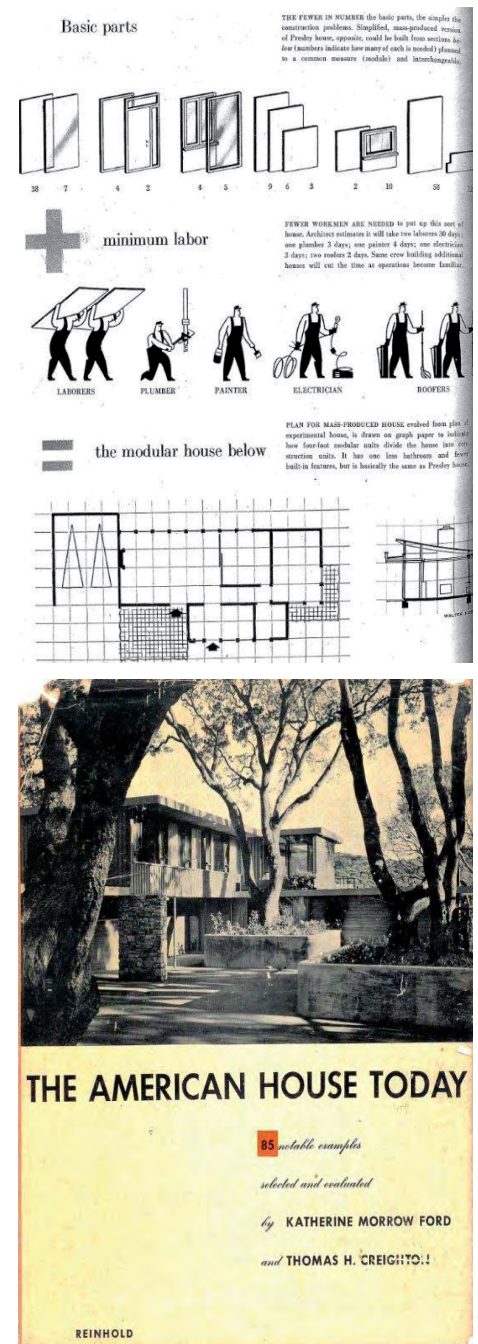 Basic parts
THE FEWER IN NUMBER the basic parts, the simpler the
construction problems. Simplified, mass-produced version
of Presley house, opposite, could be built from sections be-
low (numbers indicate how many of each is needed) planned
to a common measure (module) and interchangeable.
38 7 4 2 4 5 9 6 3 2 10 58
minimum labor
FEWER WORKMEN ARE NEEDED to put up this sort of
house. Architect estimates it will take two laborers 30 days;
one plumber 3 days; one painter 4 days; one electrician
3 days; two roofers 2 days. Same crew building additional
houses will cut the time as operations become familiar.
LABORERS PLUMBER PAINTER ELECTRICIAN ROOFERS
the modular house below
PLAN FOR MASS-PRODUCED HOUSE evolved from plan of
experimental house, is drawn on graph paper to indicate
how four-foot modular units divide the house into con-
struction units. It has one less bathroom and fewer
built-in features, but is basically the same as Presley house.
THE AMERICAN HOUSE TODAY
85 notable examples
selected and evaluated
by KATHERINE MORROW FORD
and THOMAS H. CREIGHTON
REINHOLD